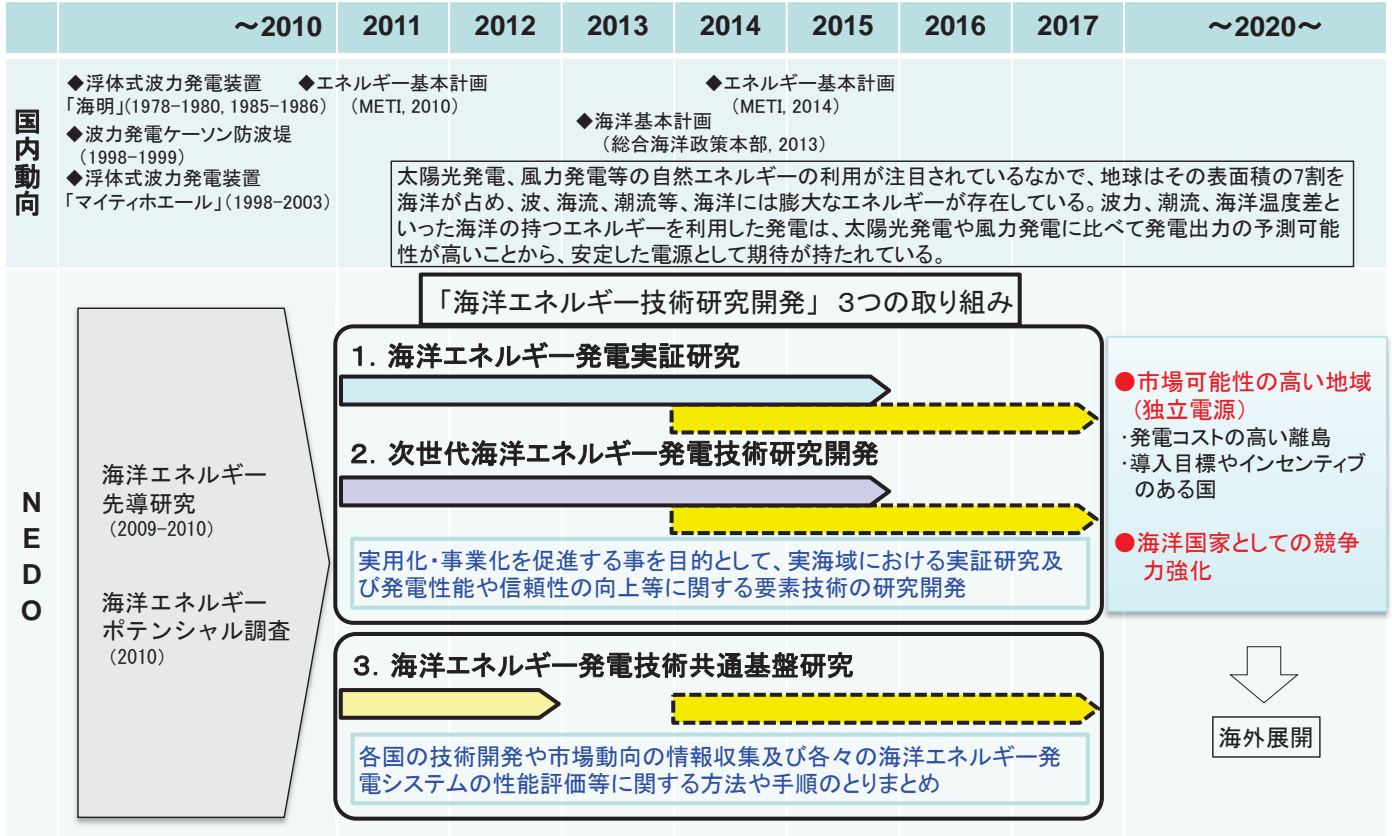 ～2010 2011 2012 2013 2014 2015 2016 2017 ～2020～
国内動向
◆浮体式波力発電装置
「海明」(1978-1980, 1985-1986)
◆波力発電ケーソン防波堤
(1998-1999)
◆浮体式波力発電装置
「マイティホエール」(1998-2003)
◆エネルギー基本計画
(METI, 2010)
◆海洋基本計画
(総合海洋政策本部, 2013)
◆エネルギー基本計画
(METI, 2014)
太陽光発電、風力発電等の自然エネルギーの利用が注目されているなかで、地球はその表面積の7割を
海洋が占め、波、海流、潮流等、海洋には膨大なエネルギーが存在している。波力、潮流、海洋温度差と
いった海洋の持つエネルギーを利用した発電は、太陽光発電や風力発電に比べて発電出力の予測可能
性が高いことから、安定した電源として期待が持たれている。
NEDO
海洋エネルギー
先導研究
(2009-2010)
海洋エネルギー
ポテンシャル調査
(2010)
「海洋エネルギー技術研究開発」 3つの取り組み
1．海洋エネルギー発電実証研究
2．次世代海洋エネルギー発電技術研究開発
実用化・事業化を促進する事を目的として、実海域における実証研究及
び発電性能や信頼性の向上等に関する要素技術の研究開発
3．海洋エネルギー発電技術共通基盤研究
各国の技術開発や市場動向の情報収集及び各々の海洋エネルギー発
電システムの性能評価等に関する方法や手順のとりまとめ
●市場可能性の高い地域
(独立電源)
・発電コストの高い離島
・導入目標やインセンティブ
のある国
●海洋国家としての競争
力強化
海外展開